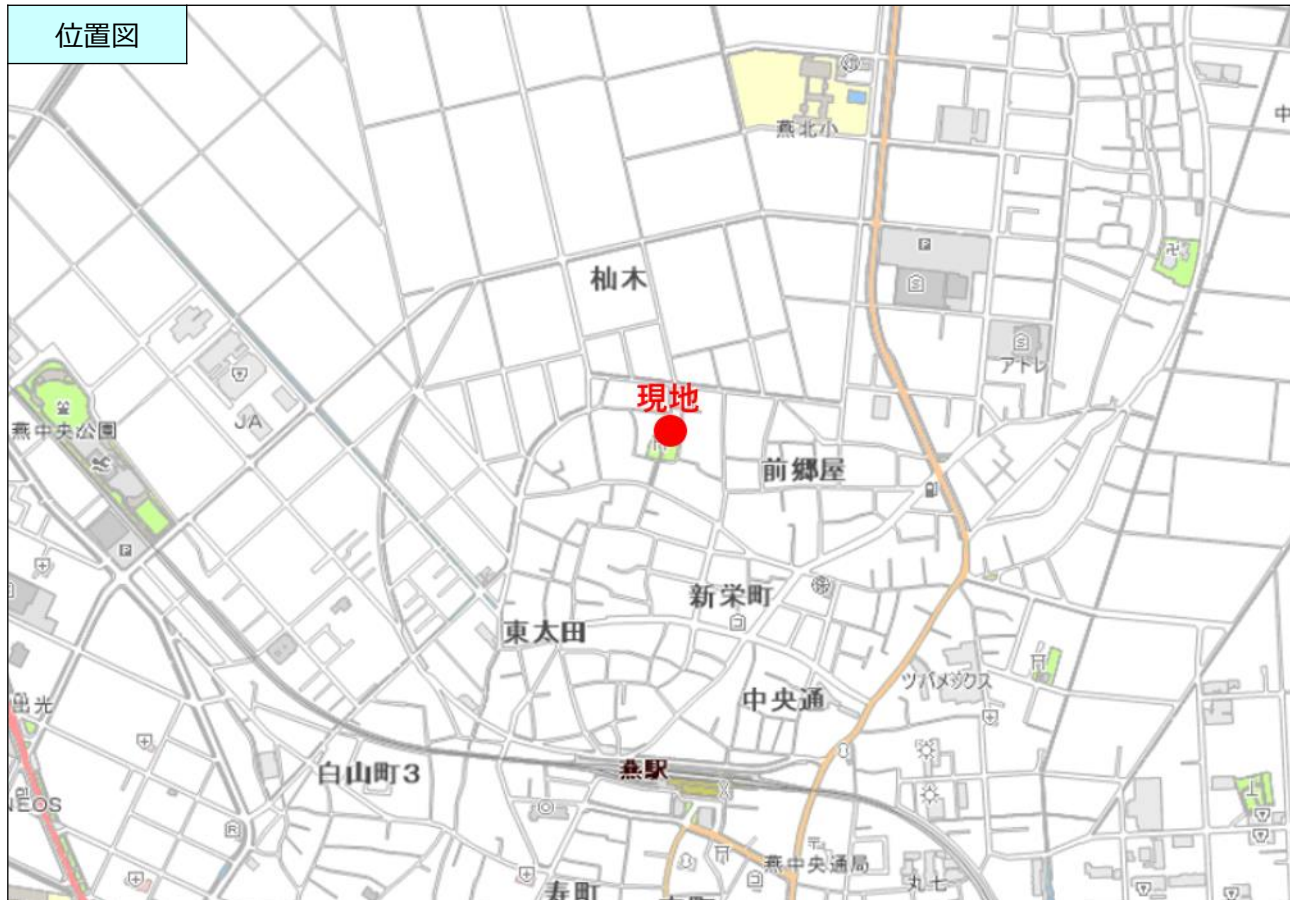 位置図
燕北小
中
杣木
アトレ
現地
JA
燕中央公園
前郷屋
新栄町
東太田
ツバメックス
中央通
出光
燕駅
白山町3
NEOS
燕中央通局
丸七
寿町